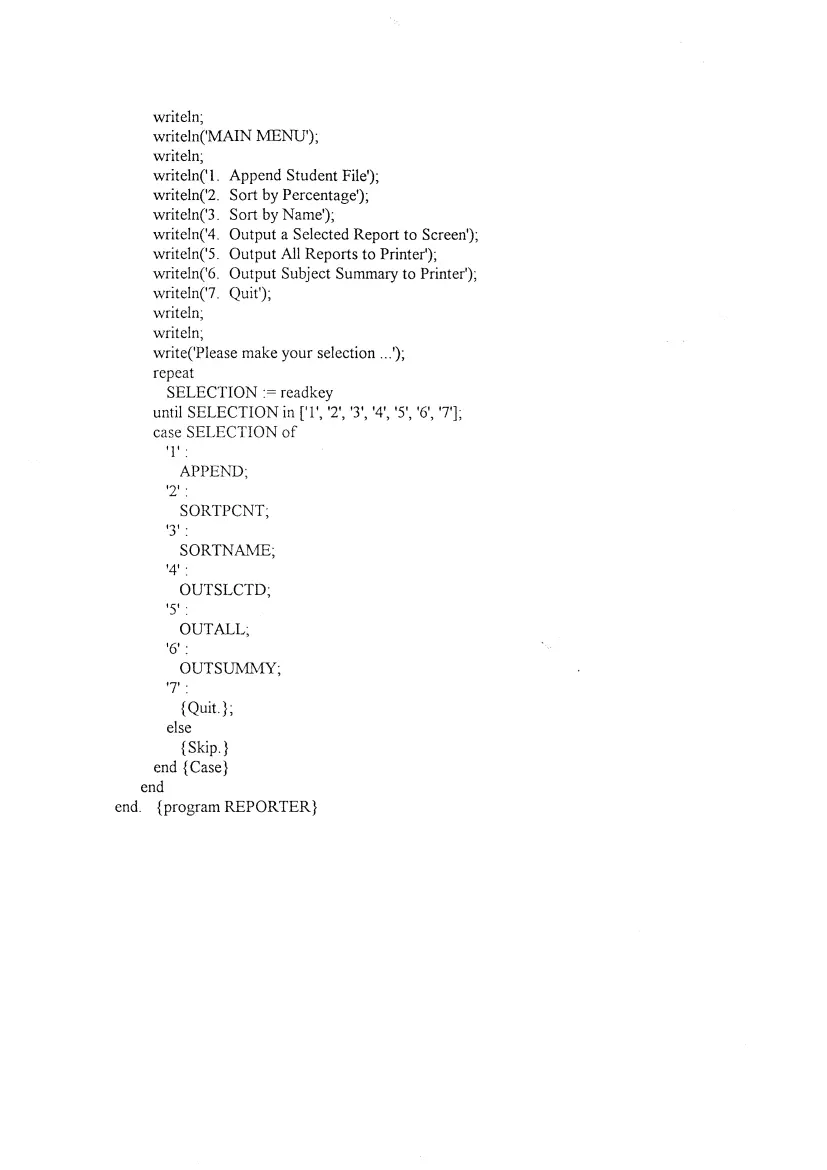 writeln;
writeln('MAIN MENU');
writeln;
writeln('1.  Append Student File');
writeln('2.  Sort by Percentage');
writeln('3.  Sort by Name');
writeln('4.  Output a Selected Report to Screen');
writeln('5.  Output All Reports to Printer');
writeln('6.  Output Subject Summary to Printer');
writeln('7.  Quit');
writeln;
writeln;
write('Please make your selection ...');
repeat
  SELECTION := readkey
until SELECTION in ['1', '2', '3', '4', '5', '6', '7'];
case SELECTION of
  '1' :
    APPEND;
  '2' :
    SORTPCNT;
  '3' :
    SORTNAME;
  '4' :
    OUTSLCTD;
  '5' :
    OUTALL;
  '6' :
    OUTSUMMY;
  '7' :
    {Quit.};
  else
    {Skip.}
end {Case}
end
end.   {program REPORTER}